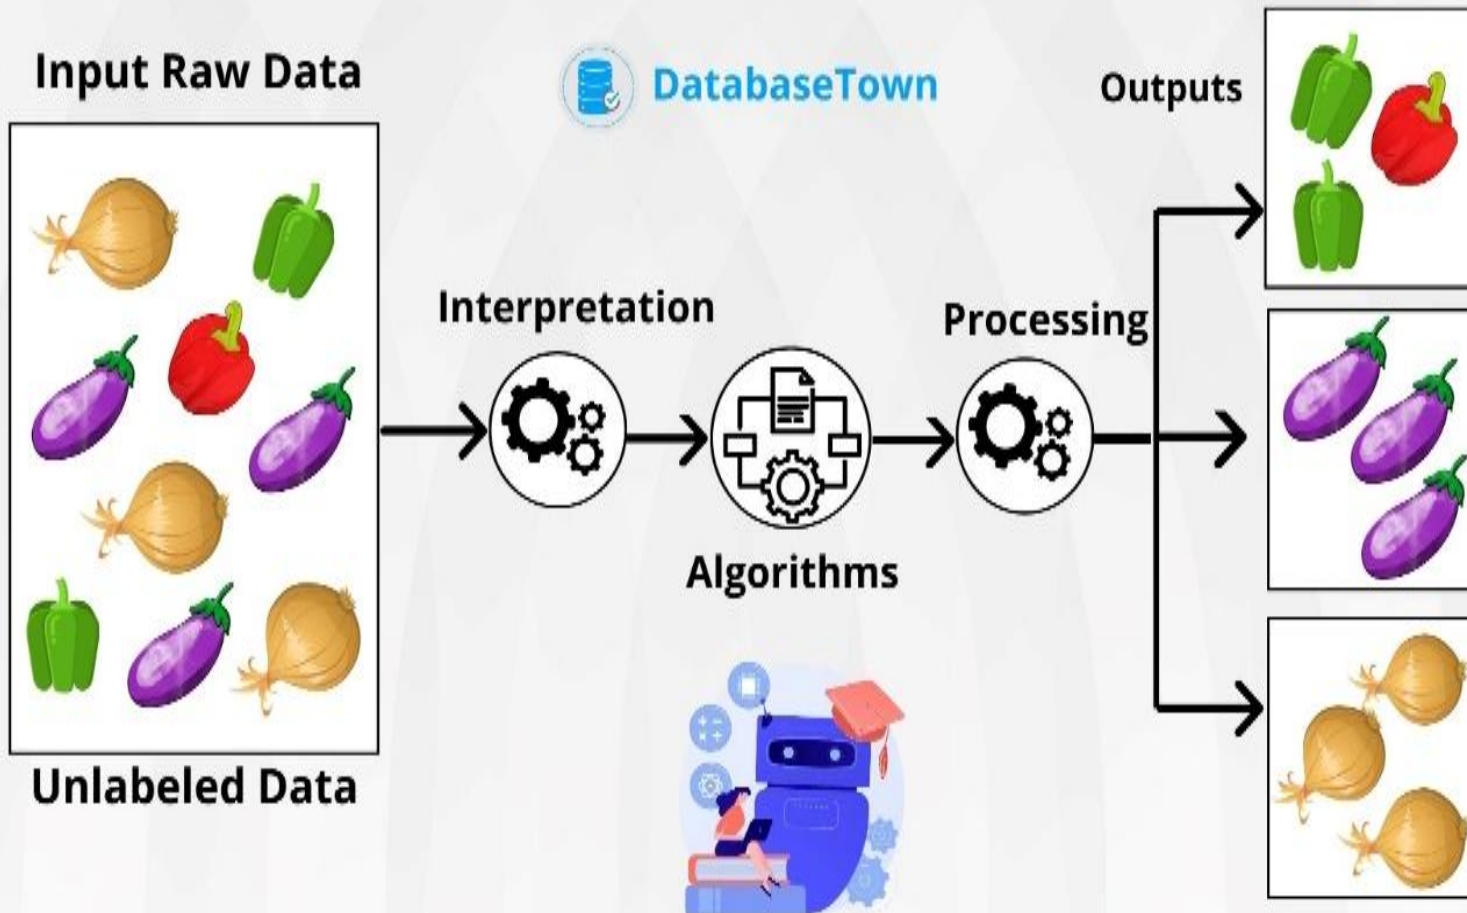 Input Raw Data
DatabaseTown
Outputs
Interpretation
Processing
Algorithms
Unlabeled Data